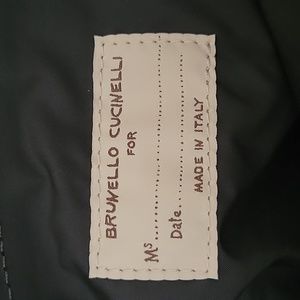 BRUNELLO CUCINELLI
FOR
Ms....................
Date....................
MADE IN ITALY